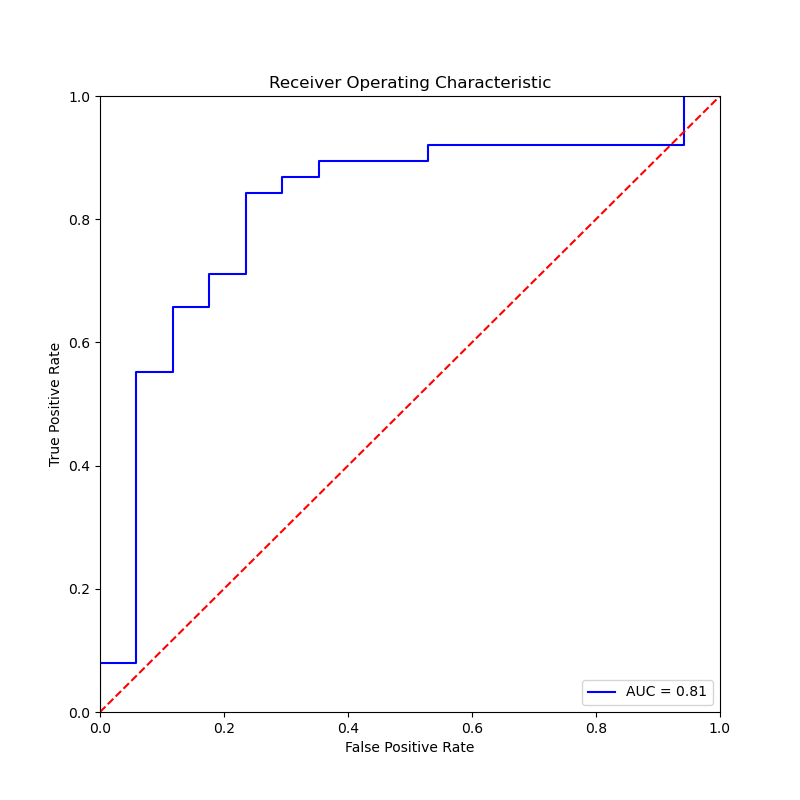 Receiver Operating Characteristic
1.0
0.8
0.6
0.4
0.2
0.0
True Positive Rate
AUC = 0.81
0.0 0.2 0.4 0.6 0.8 1.0
False Positive Rate